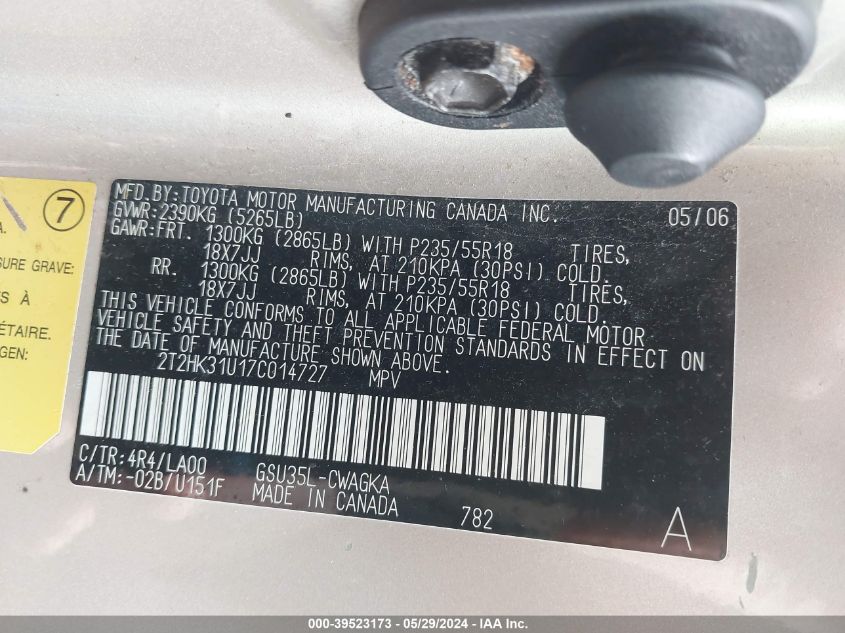 7
A.
SURE GRAVE:
S À
ÉTAIRE.
GEN:
MFD. BY: TOYOTA MOTOR MANUFACTURING CANADA INC. 05/06
GVWR: 2390KG (5265LB)
GAWR: FRT. 1300KG (2865LB) WITH P235/55R18 TIRES,
18X7JJ RIMS, AT 210KPA (30PSI) COLD.
RR. 1300KG (2865LB) WITH P235/55R18 TIRES,
18X7JJ RIMS, AT 210KPA (30PSI) COLD.
THIS VEHICLE CONFORMS TO ALL APPLICABLE FEDERAL MOTOR
VEHICLE SAFETY AND THEFT PREVENTION STANDARDS IN EFFECT ON
THE DATE OF MANUFACTURE SHOWN ABOVE.
2T2HK31U17C014727 MPV
C/TR: 4R4/LA00 GSU35L-CWAGKA
A/TM: -02B/U151F MADE IN CANADA
782 A
000-39523173 - 05/29/2024 - IAA Inc.